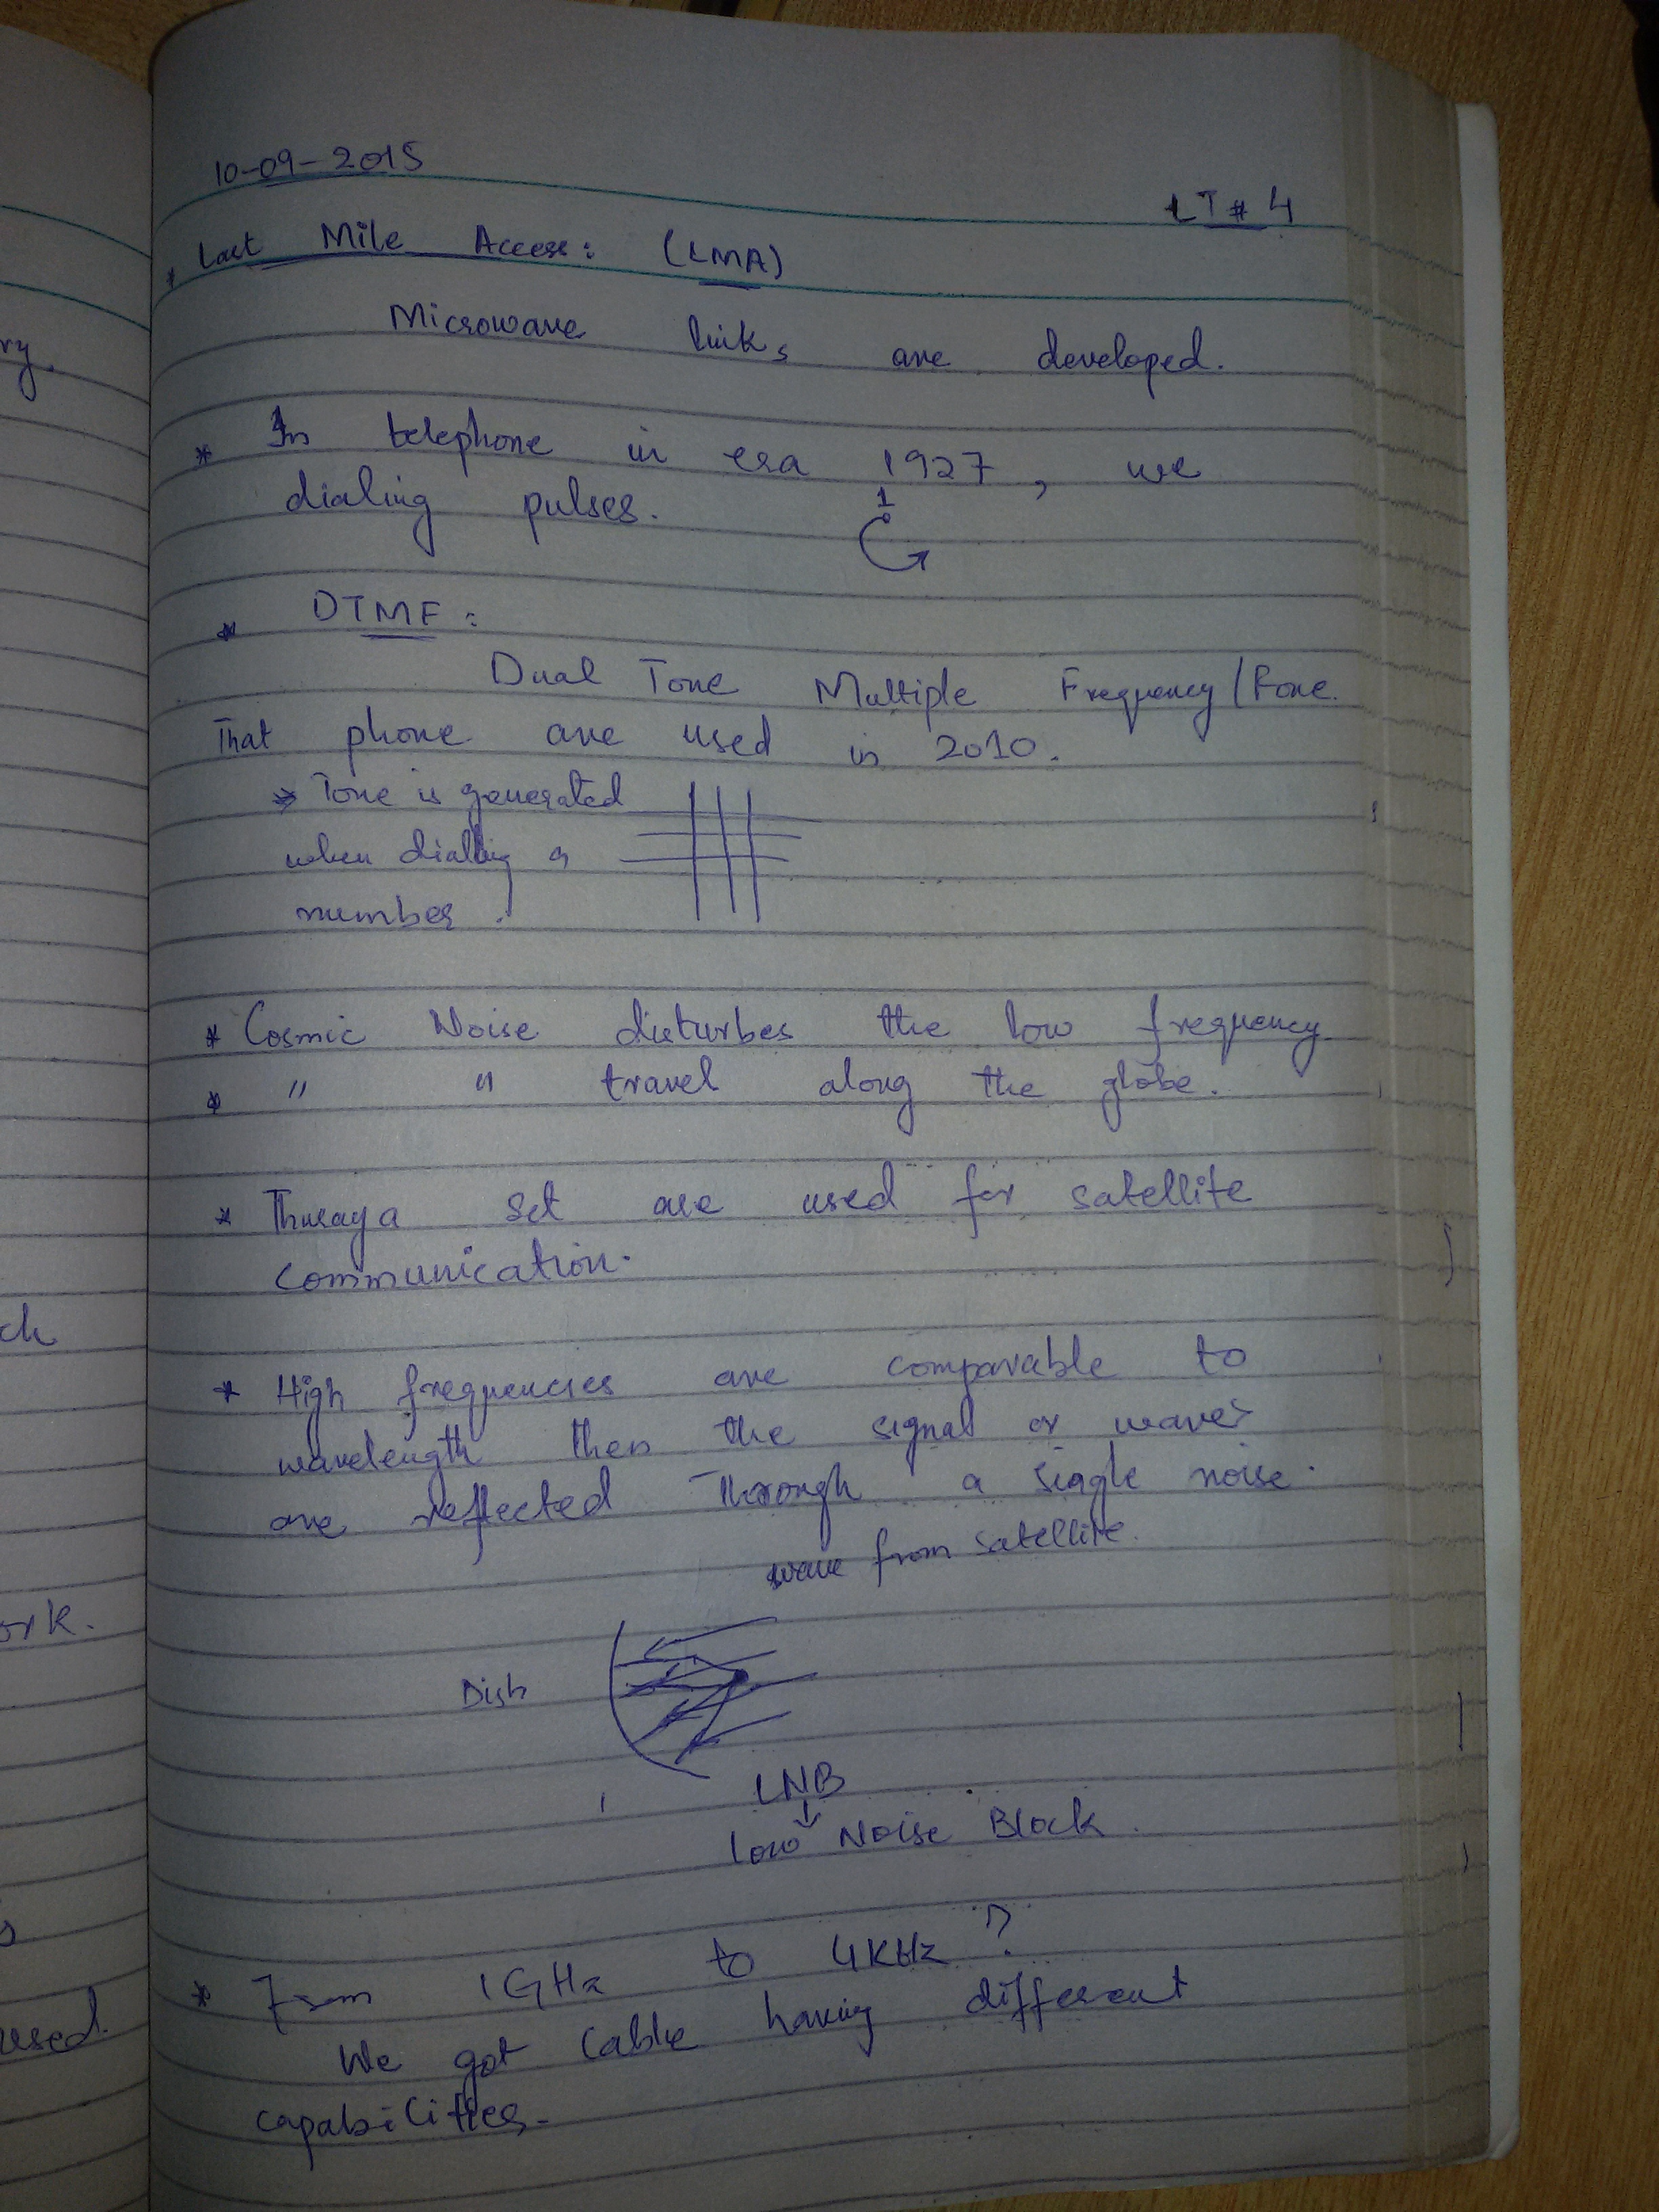 10-09-2015
LT# 4
* Last Mile Access: (LMA)
Microwave links are developed.
* In telephone in era 1927, we
dialing pulses.
1
* DTMF:
Dual Tone Multiple Frequency/Fone.
That phone are used in 2010.
* Tone is generated
when dialling a
number.
* Cosmic Noise disturbes the low frequency
* " " travel along the globe.
* Thuraya set are used for satellite
communication.
* High frequencies are comparable to
wavelength then the signal or waves
are reflected Through a single noise.
wave from satellite.
Dish
LNB
↓
Low Noise Block.
* From 1GHz to 4KHz ?
We got Cable having different
capabilities.
ry.
ch
ork.
s
used.